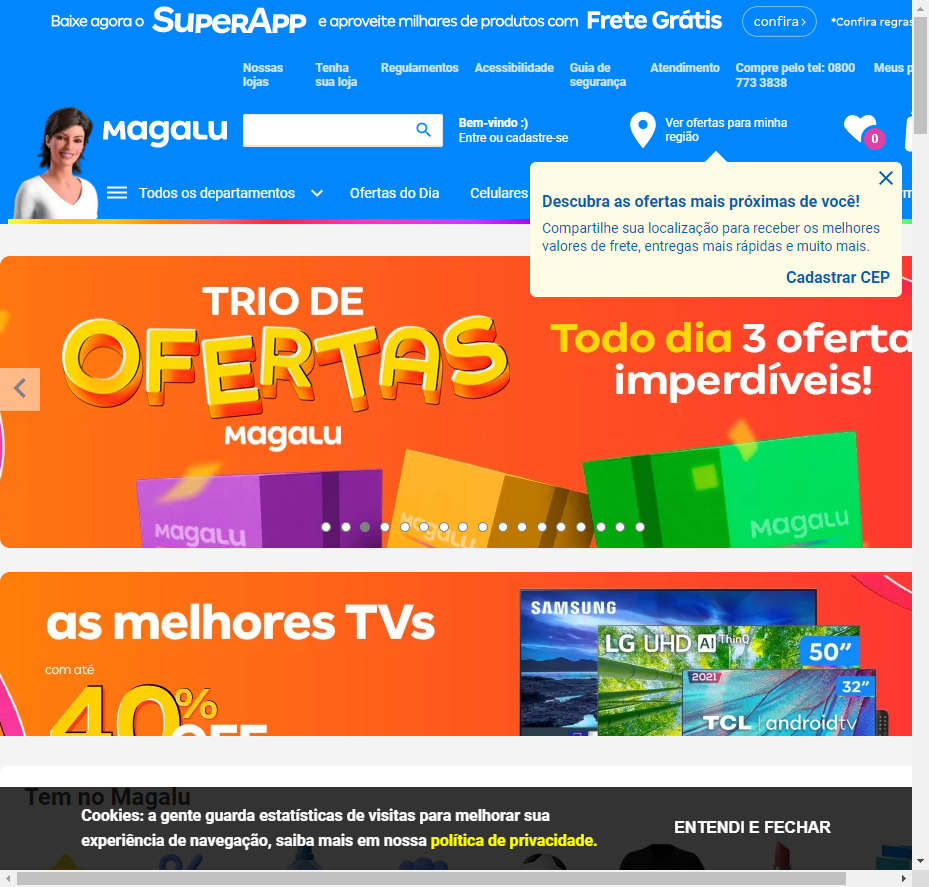 Baixe agora o SuperApp e aproveite milhares de produtos com Frete Grátis confira › *Confira regras
Nossas lojas
Tenha sua loja
Regulamentos
Acessibilidade
Guia de segurança
Atendimento
Compre pelo tel: 0800 773 3838
Meus p
Magalu
Bem-vindo :)
Entre ou cadastre-se
Ver ofertas para minha região
0
Todos os departamentos
Ofertas do Dia
Celulares
Descubra as ofertas mais próximas de você!
Compartilhe sua localização para receber os melhores
valores de frete, entregas mais rápidas e muito mais.
Cadastrar CEP
TRIO DE
OFERTAS
Magalu
Todo dia 3 oferta
imperdíveis!
Magalu
Magalu
Magalu
as melhores TVs
com até
40%
OFF
SAMSUNG
LG UHD AI ThinQ
50”
2021
32”
TCL androidtv
Tem no Magalu
Cookies: a gente guarda estatísticas de visitas para melhorar sua
experiência de navegação, saiba mais em nossa política de privacidade.
ENTENDI E FECHAR